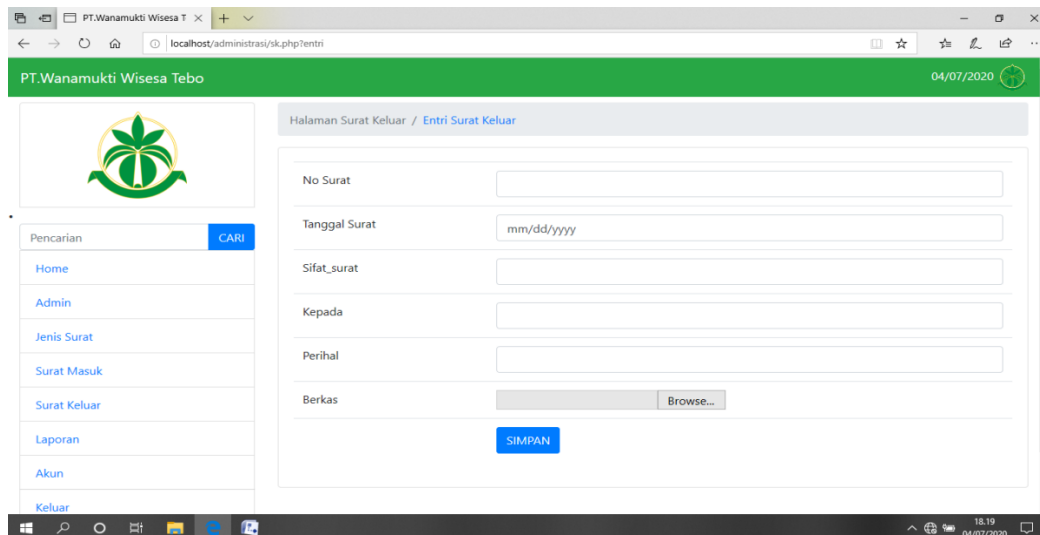 PT.Wanamukti Wisesa T
localhost/administrasi/sk.php?entri
PT.Wanamukti Wisesa Tebo
04/07/2020
Halaman Surat Keluar / Entri Surat Keluar
No Surat
Tanggal Surat
mm/dd/yyyy
Pencarian
CARI
Sifat_surat
Home
Kepada
Admin
Jenis Surat
Perihal
Surat Masuk
Berkas
Browse...
Surat Keluar
SIMPAN
Laporan
Akun
Keluar
18.19
04/07/2020